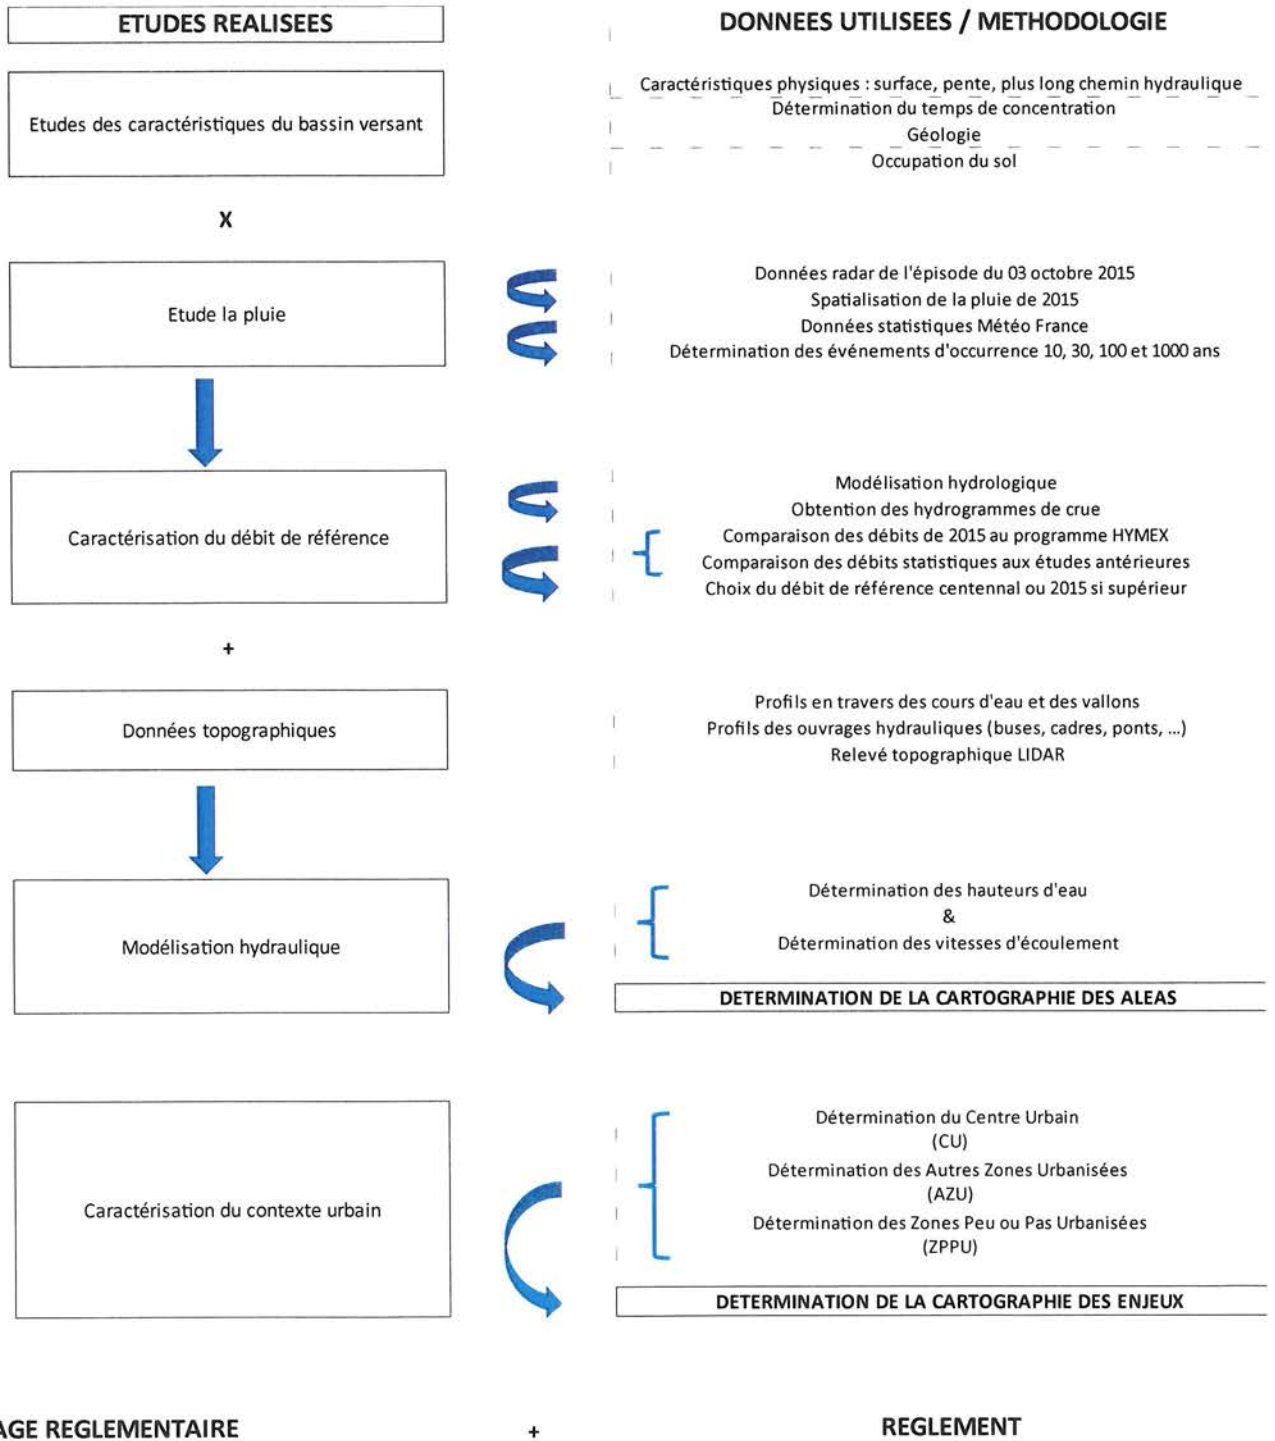 ETUDES REALISEES
DONNEES UTILISEES / METHODOLOGIE
Etudes des caractéristiques du bassin versant
Caractéristiques physiques : surface, pente, plus long chemin hydraulique
Détermination du temps de concentration
Géologie
Occupation du sol
X
Etude la pluie
Données radar de l'épisode du 03 octobre 2015
Spatialisation de la pluie de 2015
Données statistiques Météo France
Détermination des événements d'occurrence 10, 30, 100 et 1000 ans
Caractérisation du débit de référence
Modélisation hydrologique
Obtention des hydrogrammes de crue
Comparaison des débits de 2015 au programme HYMEX
Comparaison des débits statistiques aux études antérieures
Choix du débit de référence centennal ou 2015 si supérieur
+
Données topographiques
Profils en travers des cours d'eau et des vallons
Profils des ouvrages hydrauliques (buses, cadres, ponts, ...)
Relevé topographique LIDAR
Modélisation hydraulique
Détermination des hauteurs d'eau
&
Détermination des vitesses d'écoulement
DETERMINATION DE LA CARTOGRAPHIE DES ALEAS
Caractérisation du contexte urbain
Détermination du Centre Urbain
(CU)
Détermination des Autres Zones Urbanisées
(AZU)
Détermination des Zones Peu ou Pas Urbanisées
(ZPPU)
DETERMINATION DE LA CARTOGRAPHIE DES ENJEUX
AGE REGLEMENTAIRE
+
REGLEMENT